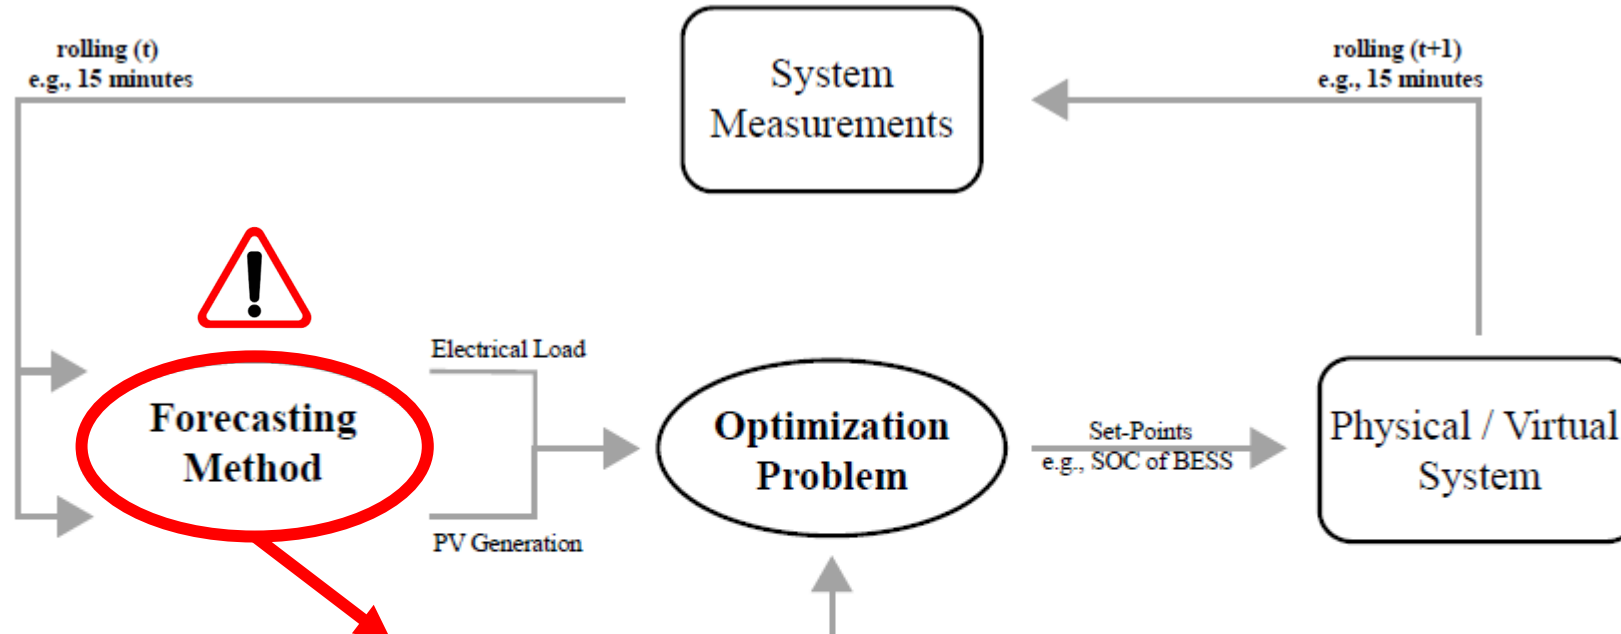 rolling (t)
e.g., 15 minutes
System
Measurements
rolling (t+1)
e.g., 15 minutes
Electrical Load
Forecasting
Method
PV Generation
Optimization
Problem
Set-Points
e.g., SOC of BESS
Physical / Virtual
System